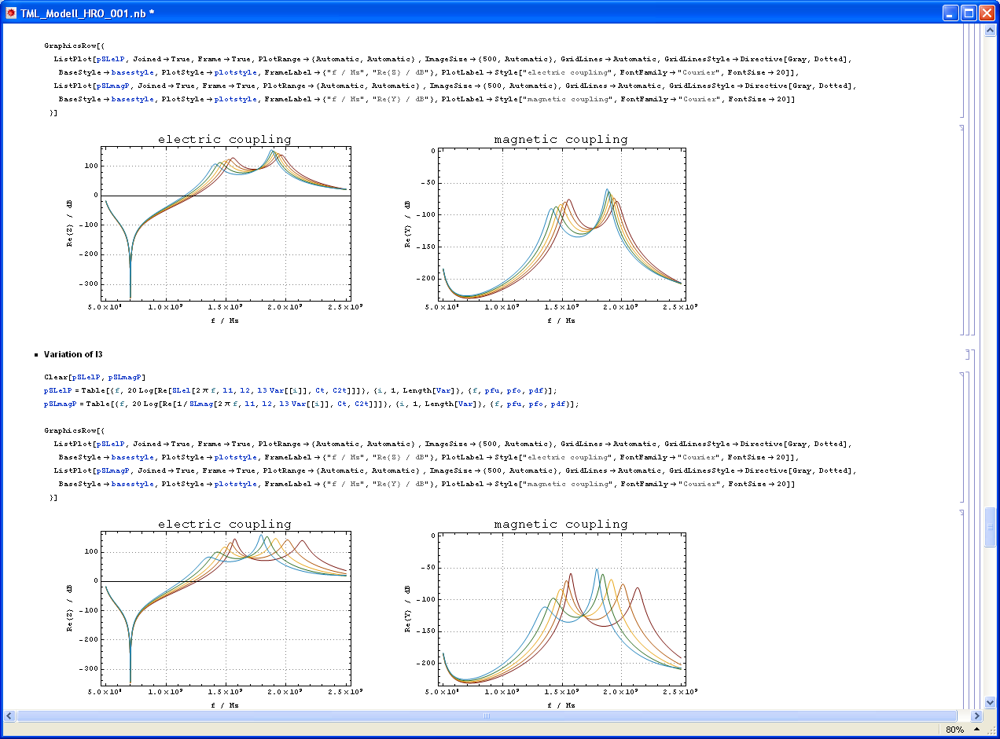 TML_Modell_HRO_001.nb *
GraphicsRow[{
ListPlot[pZLelP, Joined→True, Frame→True, PlotRange→{Automatic, Automatic}, ImageSize→{500, Automatic}, GridLines→Automatic, GridLinesStyle→Directive[Gray, Dotted],
BaseStyle→basestyle, PlotStyle→plotstyle, FrameLabel→{"f / Hz", "Re{Z} / dB"}, PlotLabel→Style["electric coupling", FontFamily→"Courier", FontSize→20]],
ListPlot[pZLmagP, Joined→True, Frame→True, PlotRange→{Automatic, Automatic}, ImageSize→{500, Automatic}, GridLines→Automatic, GridLinesStyle→Directive[Gray, Dotted],
BaseStyle→basestyle, PlotStyle→plotstyle, FrameLabel→{"f / Hz", "Re{Y} / dB"}, PlotLabel→Style["magnetic coupling", FontFamily→"Courier", FontSize→20]]
}]
electric coupling
100
0
-100
-200
-300
Re{Z} / dB
5.0×10⁸ 1.0×10⁹ 1.5×10⁹ 2.0×10⁹ 2.5×10⁹
f / Hz
magnetic coupling
0
-50
-100
-150
-200
Re{Y} / dB
5.0×10⁸ 1.0×10⁹ 1.5×10⁹ 2.0×10⁹ 2.5×10⁹
f / Hz
Variation of l3
Clear[pZLelP, pZLmagP]
pZLelP = Table[{f, 20 Log[Re[ZLel[2 π f, l1, l2, l3 Var[[i]], Ct, C2t]]]}, {i, 1, Length[Var]}, {f, pfu, pfo, pdf}];
pZLmagP = Table[{f, 20 Log[Re[1/ZLmag[2 π f, l1, l2, l3 Var[[i]], Ct, C2t]]]}, {i, 1, Length[Var]}, {f, pfu, pfo, pdf}];
GraphicsRow[{
ListPlot[pZLelP, Joined→True, Frame→True, PlotRange→{Automatic, Automatic}, ImageSize→{500, Automatic}, GridLines→Automatic, GridLinesStyle→Directive[Gray, Dotted],
BaseStyle→basestyle, PlotStyle→plotstyle, FrameLabel→{"f / Hz", "Re{Z} / dB"}, PlotLabel→Style["electric coupling", FontFamily→"Courier", FontSize→20]],
ListPlot[pZLmagP, Joined→True, Frame→True, PlotRange→{Automatic, Automatic}, ImageSize→{500, Automatic}, GridLines→Automatic, GridLinesStyle→Directive[Gray, Dotted],
BaseStyle→basestyle, PlotStyle→plotstyle, FrameLabel→{"f / Hz", "Re{Y} / dB"}, PlotLabel→Style["magnetic coupling", FontFamily→"Courier", FontSize→20]]
}]
electric coupling
100
0
-100
-200
-300
Re{Z} / dB
5.0×10⁸ 1.0×10⁹ 1.5×10⁹ 2.0×10⁹ 2.5×10⁹
f / Hz
magnetic coupling
0
-50
-100
-150
-200
Re{Y} / dB
5.0×10⁸ 1.0×10⁹ 1.5×10⁹ 2.0×10⁹ 2.5×10⁹
f / Hz
80%